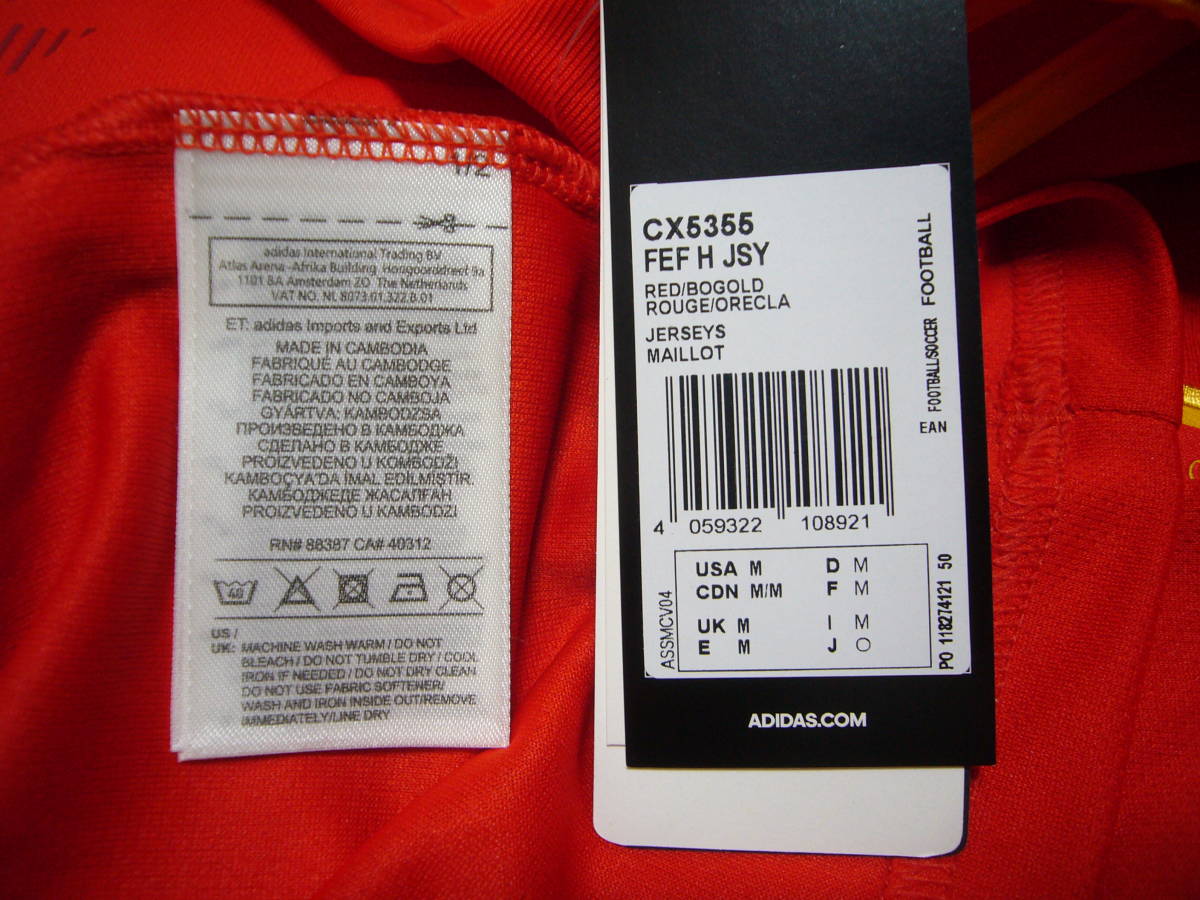 1/2
adidas International Trading BV
Atlas Arena-Afrika Building Hoogoorddreef 9a
1101 BA Amsterdam ZO The Netherlands
VAT NO. NL 8073.01.322.B.01
ET: adidas Imports and Exports Ltd
MADE IN CAMBODIA
FABRIQUÉ AU CAMBODGE
FABRICADO EN CAMBOYA
FABRICADO NO CAMBOJA
GYÁRTVA: KAMBODZSA
ПРОИЗВЕДЕНО В КАМБОДЖА
СДЕЛАНО В КАМБОДЖЕ
PROIZVEDENO U KOMBODŽI
KAMBOÇYA'DA IMAL EDİLMİSTİR.
КАМБОДЖЕДЕ ЖАСАЛҒАН
PROIZVEDENO U KAMBODZI
RN# 88387 CA# 40312
40
US /
UK: MACHINE WASH WARM / DO NOT
BLEACH / DO NOT TUMBLE DRY / COOL
IRON IF NEEDED / DO NOT DRY CLEAN
DO NOT USE FABRIC SOFTENER/
WASH AND IRON INSIDE OUT/REMOVE
IMMEDIATELY/LINE DRY
CX5355
FEF H JSY
RED/BOGOLD
ROUGE/ORECLA
JERSEYS
MAILLOT
EAN FOOTBALL/SOCCER FOOTBALL
4 059322 108921
USA M D M
CDN M/M F M
UK M I M
E M J O
ASSMCV04
PO 118274121 50
ADIDAS.COM